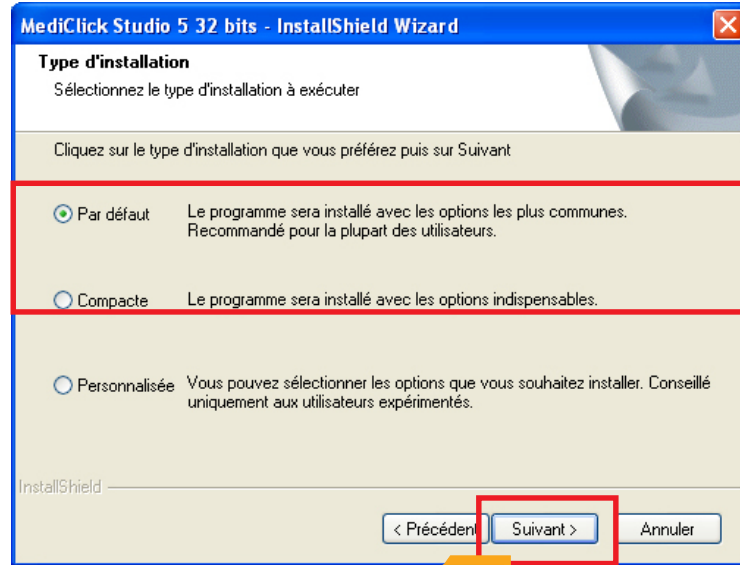 MediClick Studio 5 32 bits - InstallShield Wizard
Type d'installation
Sélectionnez le type d'installation à exécuter
Cliquez sur le type d'installation que vous préférez puis sur Suivant
Par défaut
Le programme sera installé avec les options les plus communes.
Recommandé pour la plupart des utilisateurs.
Compacte
Le programme sera installé avec les options indispensables.
Personnalisée
Vous pouvez sélectionner les options que vous souhaitez installer. Conseillé
uniquement aux utilisateurs expérimentés.
InstallShield
< Précédent
Suivant >
Annuler